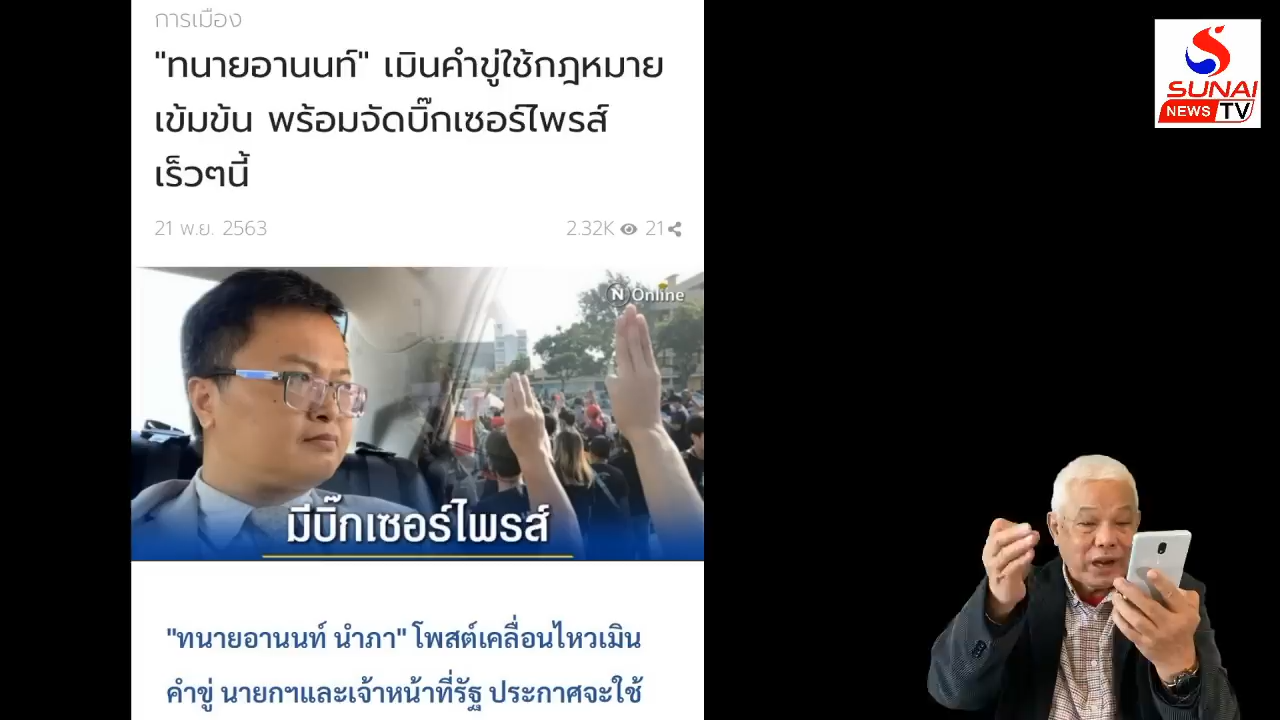 การเมือง
"ทนายอานนท์" เมินคำขู่ใช้กฎหมาย
เข้มข้น พร้อมจัดบิ๊กเซอร์ไพรส์
เร็วๆนี้
21 พ.ย. 2563
2.32K 21
N Online
มีบิ๊กเซอร์ไพรส์
"ทนายอานนท์ นำภา" โพสต์เคลื่อนไหวเมิน
คำขู่ นายกฯและเจ้าหน้าที่รัฐ ประกาศจะใช้
SUNAI
NEWS TV